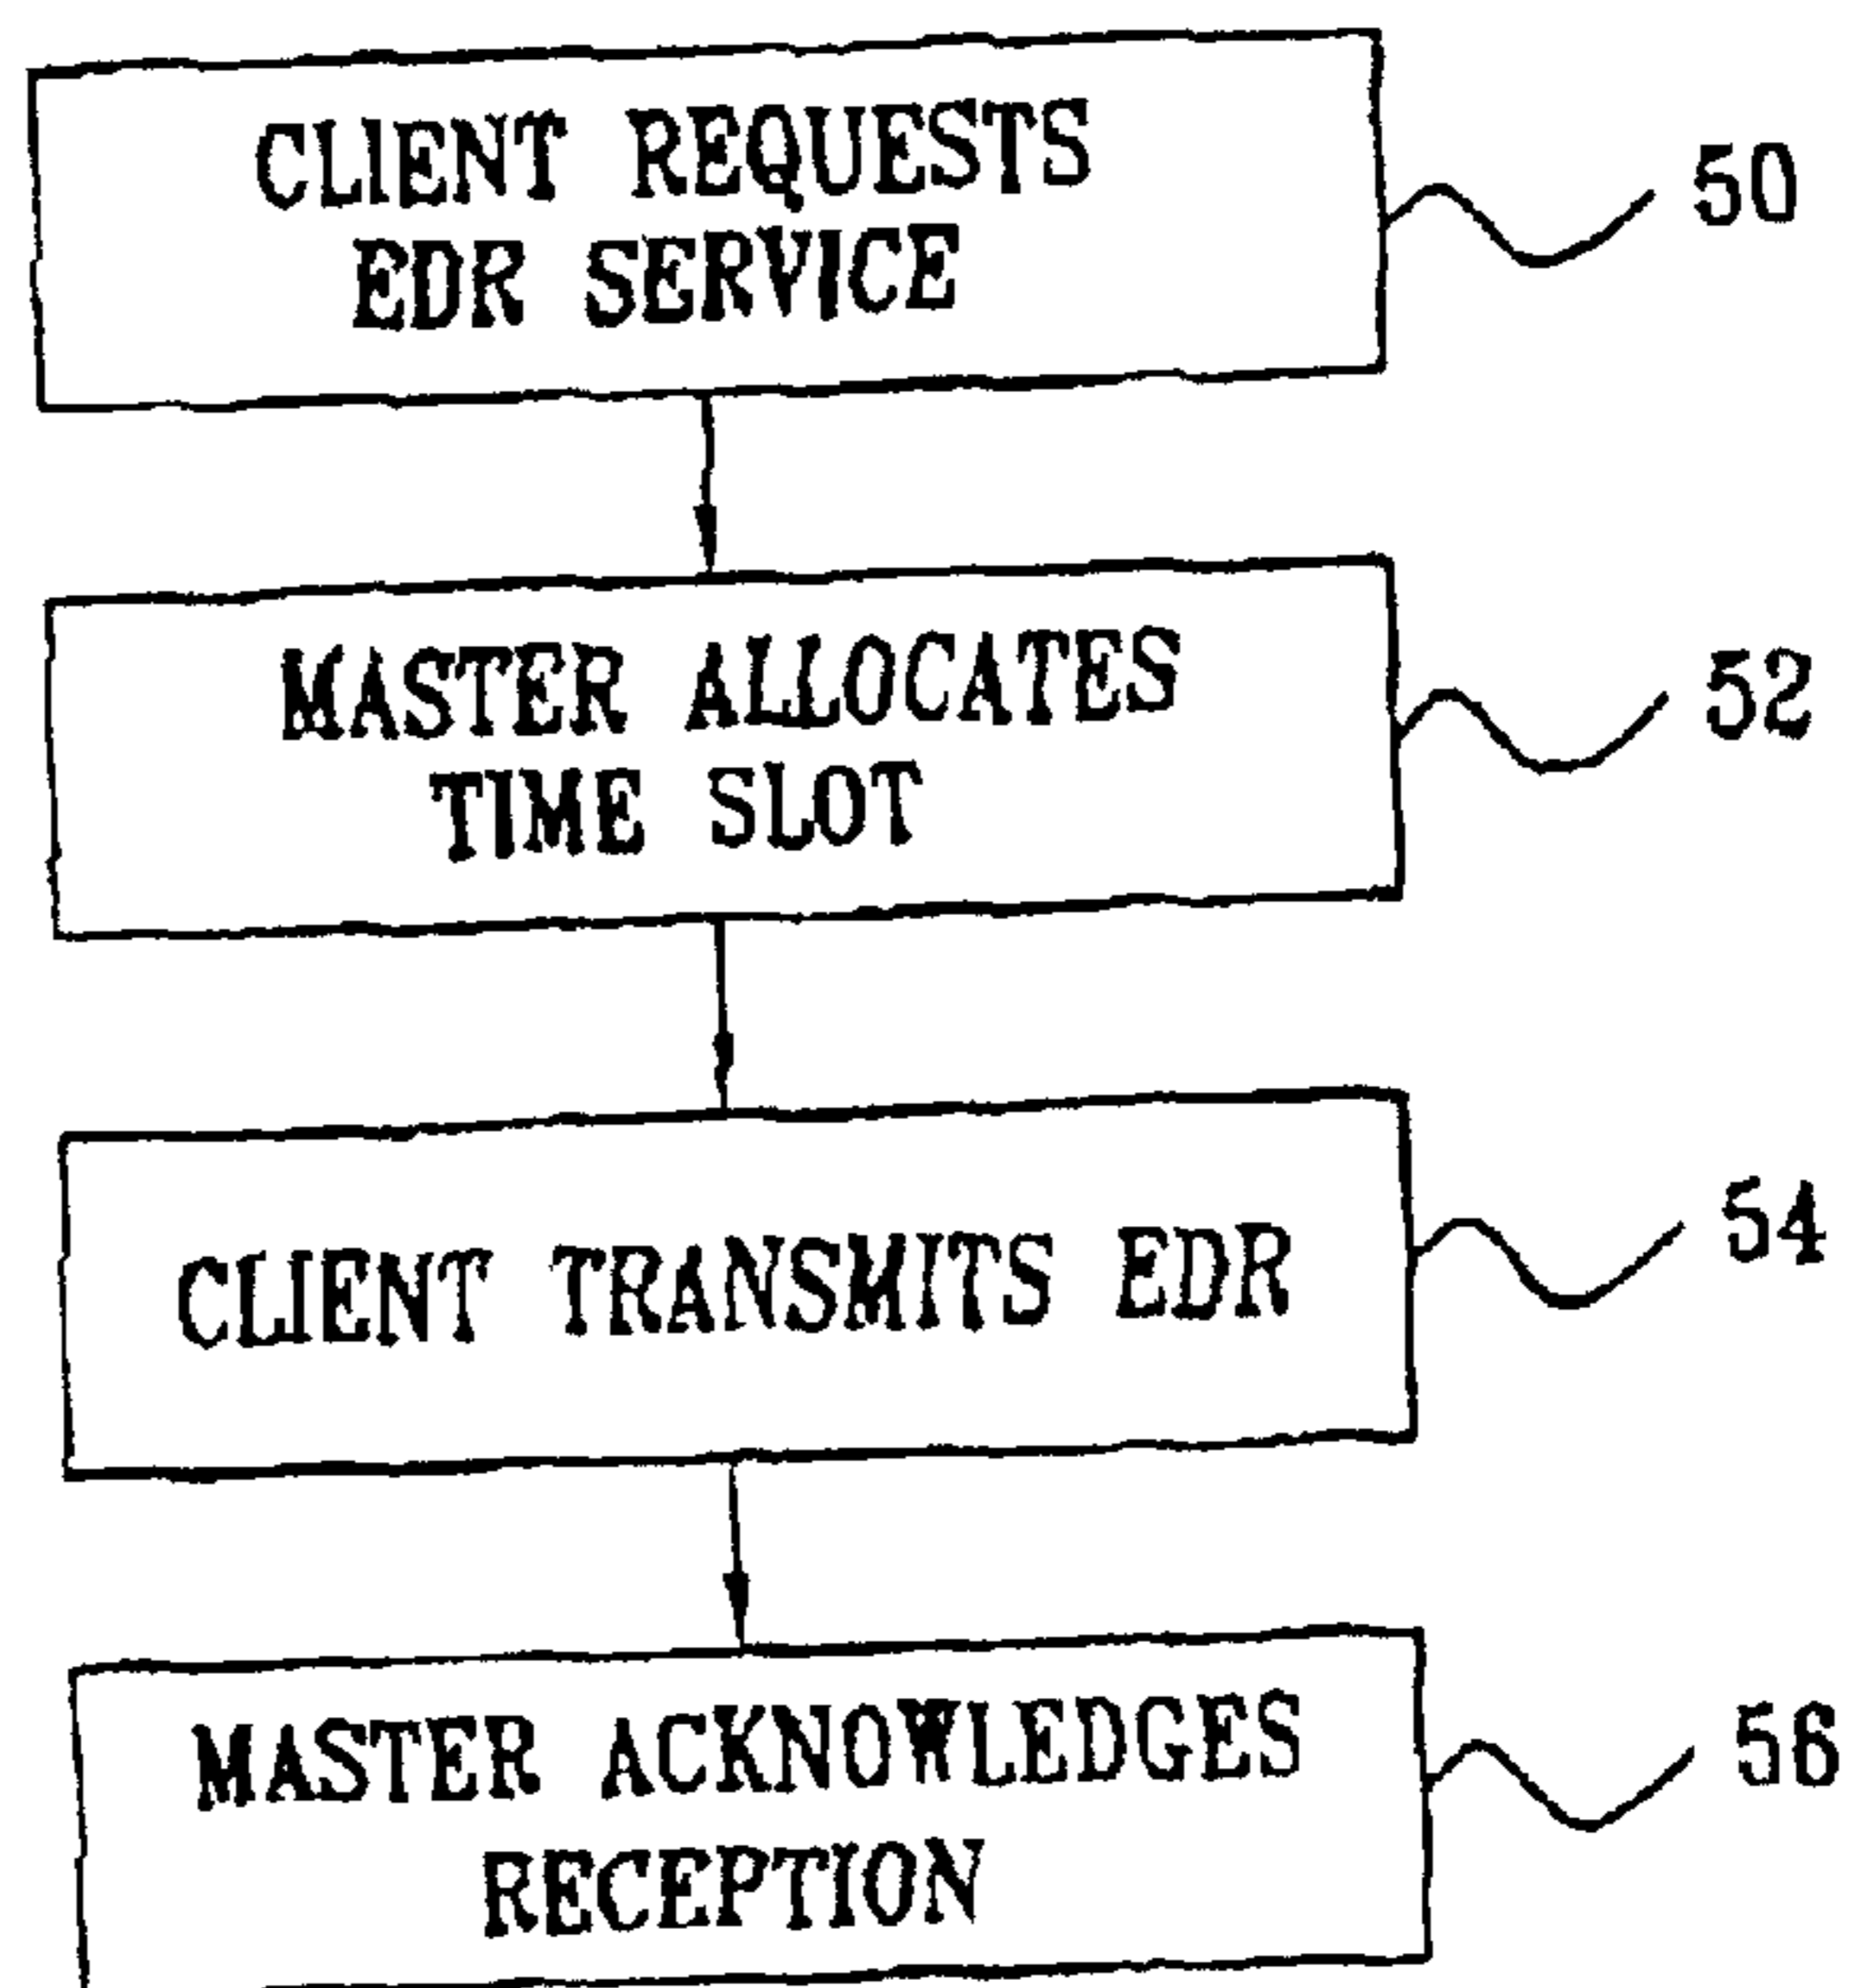 CLIENT REQUESTS
EDR SERVICE
50
MASTER ALLOCATES
TIME SLOT
52
CLIENT TRANSMITS EDR
54
MASTER ACKNOWLEDGES
RECEPTION
56